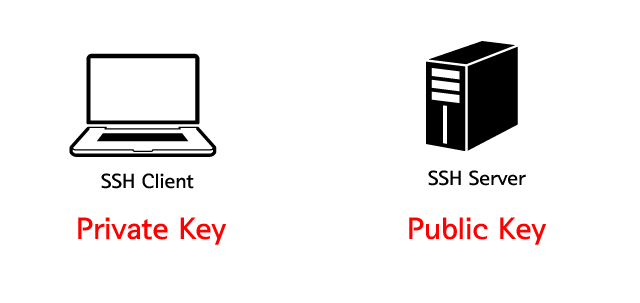 SSH Client
SSH Server
Private Key
Public Key